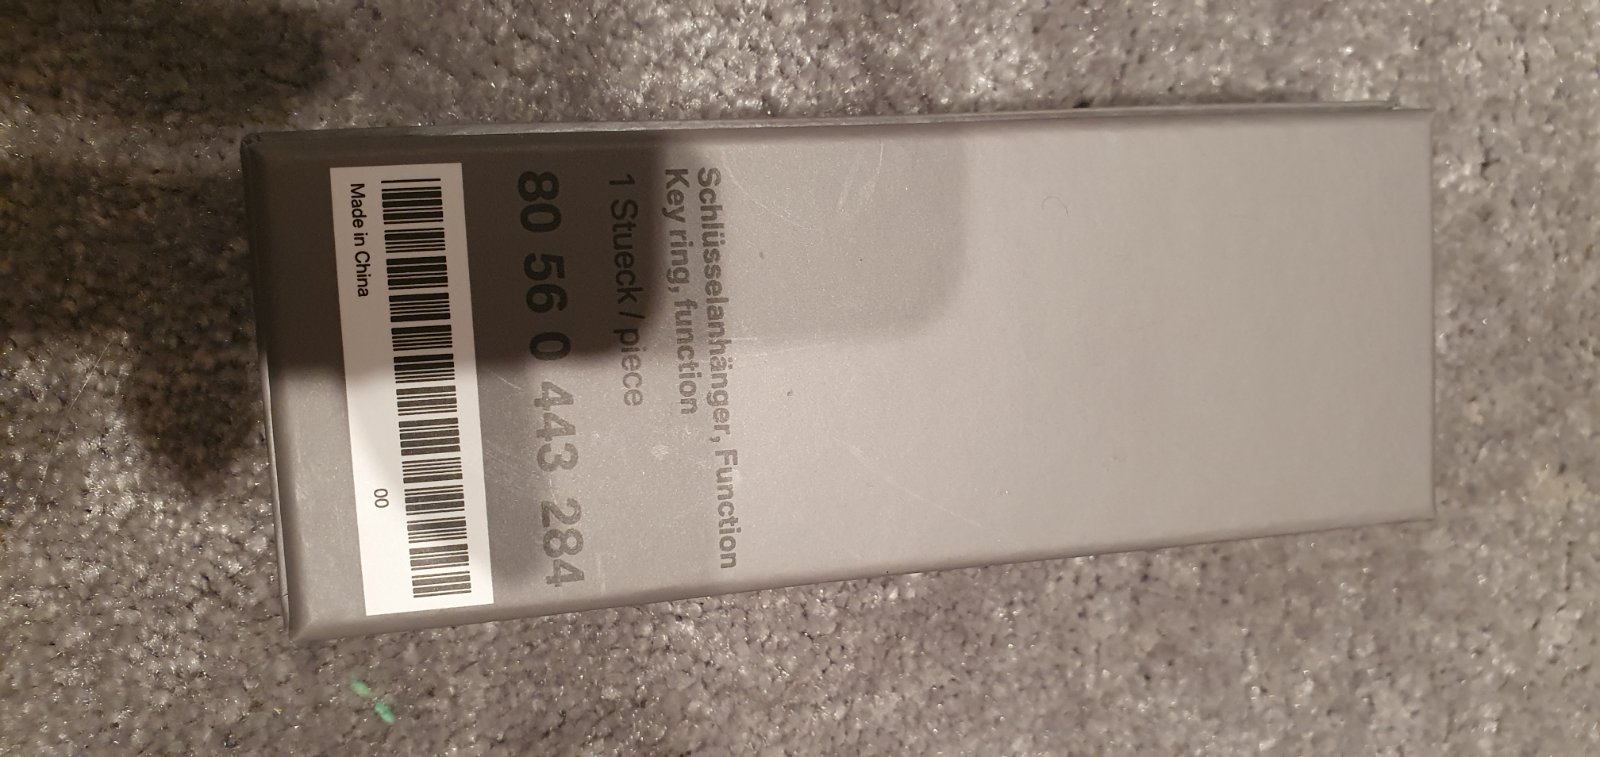 Schlüsselanhänger, Function
Key ring, function
1 Stueck / piece
80 56 0 443 284
00
Made in China